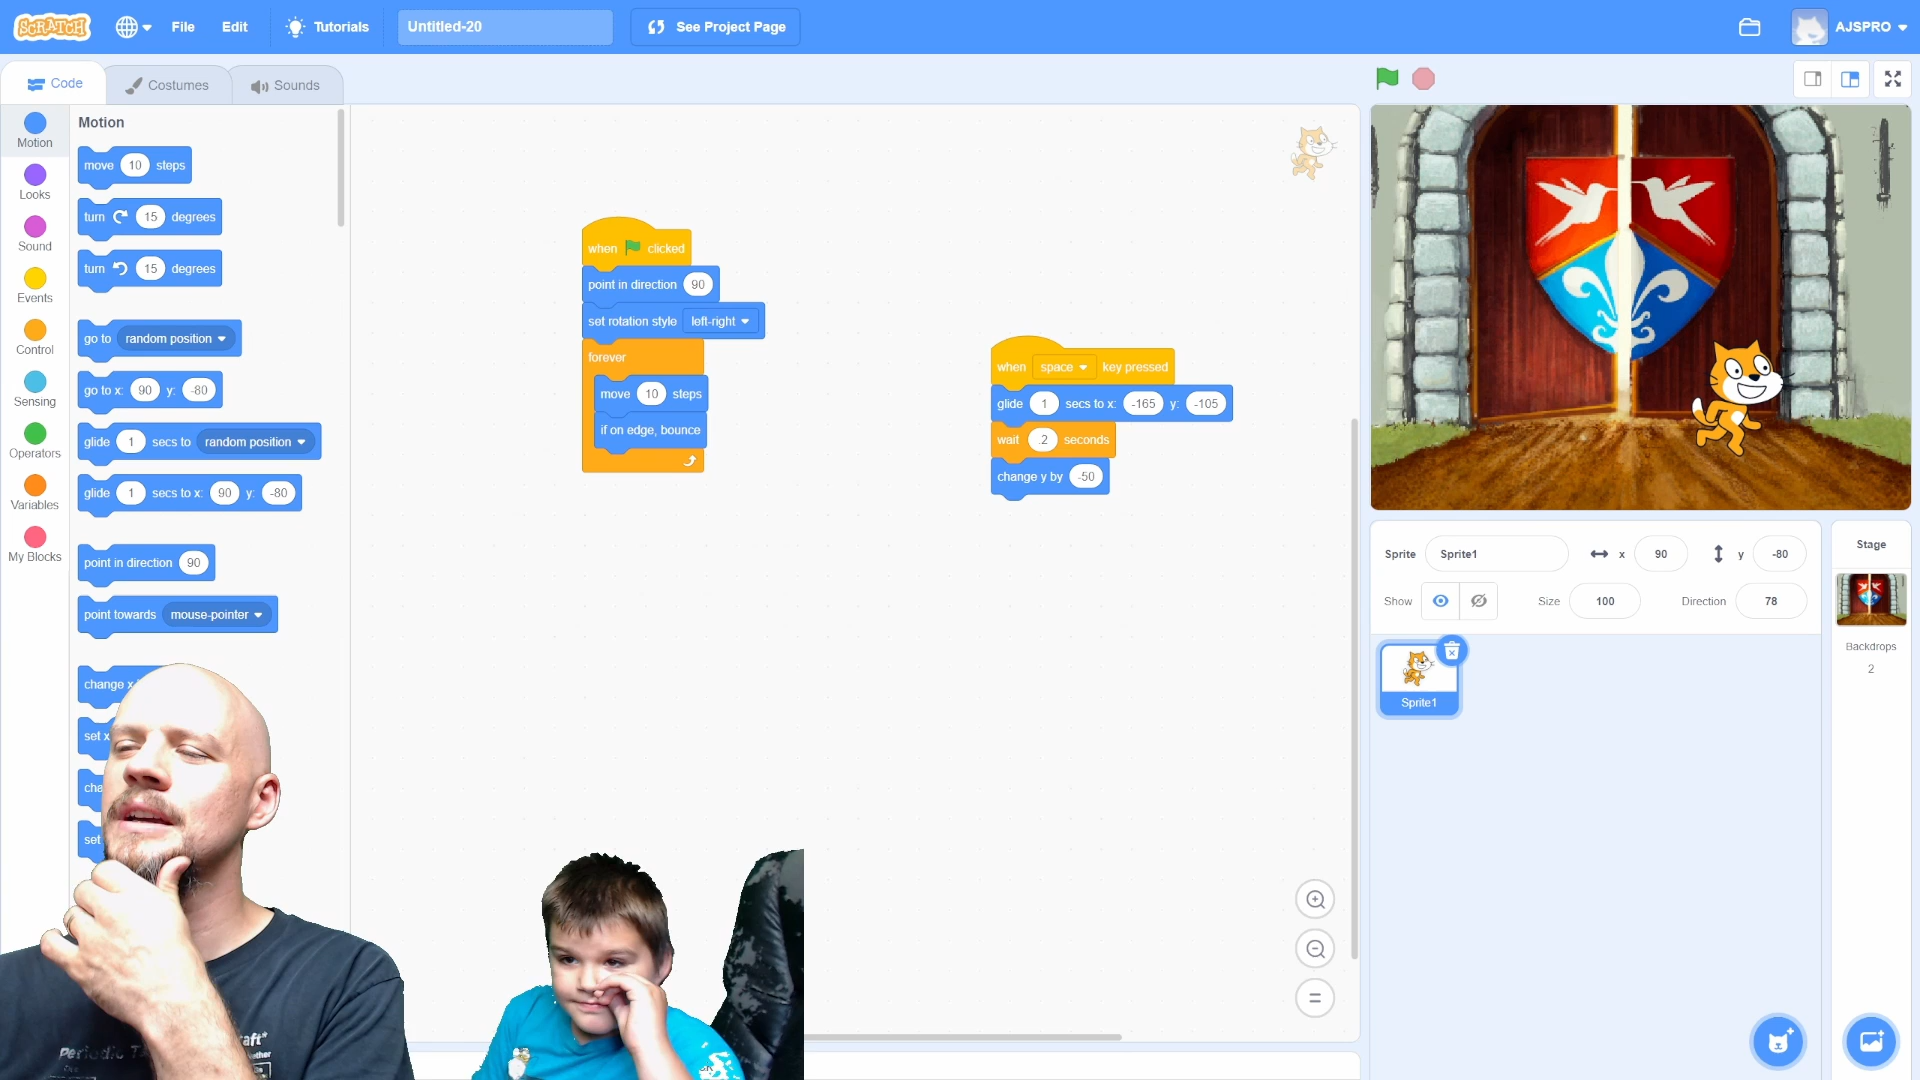 SCRATCH
File
Edit
Tutorials
Untitled-20
See Project Page
AJSPRO
Code
Costumes
Sounds
Motion
Looks
Sound
Events
Control
Sensing
Operators
Variables
My Blocks
Motion
move 10 steps
turn 15 degrees
turn 15 degrees
go to random position
go to x: 90 y: -80
glide 1 secs to random position
glide 1 secs to x: 90 y: -80
point in direction 90
point towards mouse-pointer
change x
set x
set
when clicked
point in direction 90
set rotation style left-right
forever
move 10 steps
if on edge, bounce
when space key pressed
glide 1 secs to x: -165 y: -105
wait .2 seconds
change y by -50
Sprite Sprite1 x 90 y -80
Show Size 100 Direction 78
Sprite1
Stage
Backdrops
2